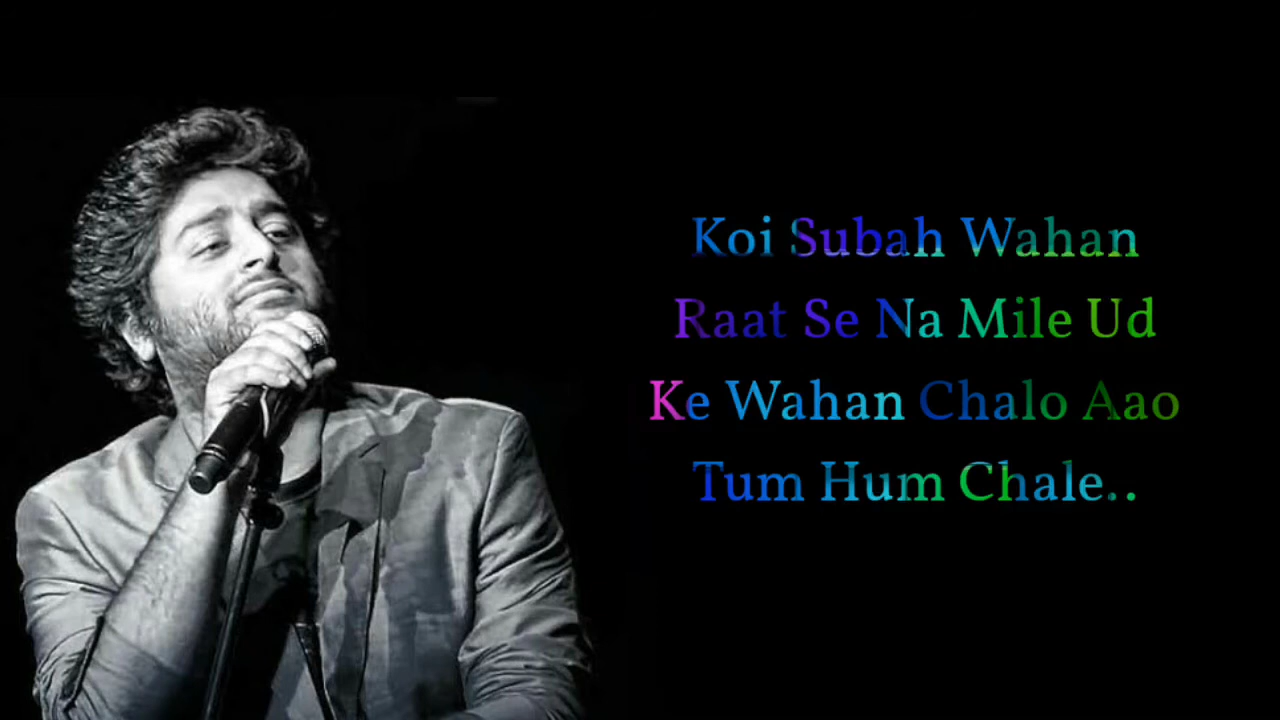 Koi Subah Wahan
Raat Se Na Mile Ud
Ke Wahan Chalo Aao
Tum Hum Chale..